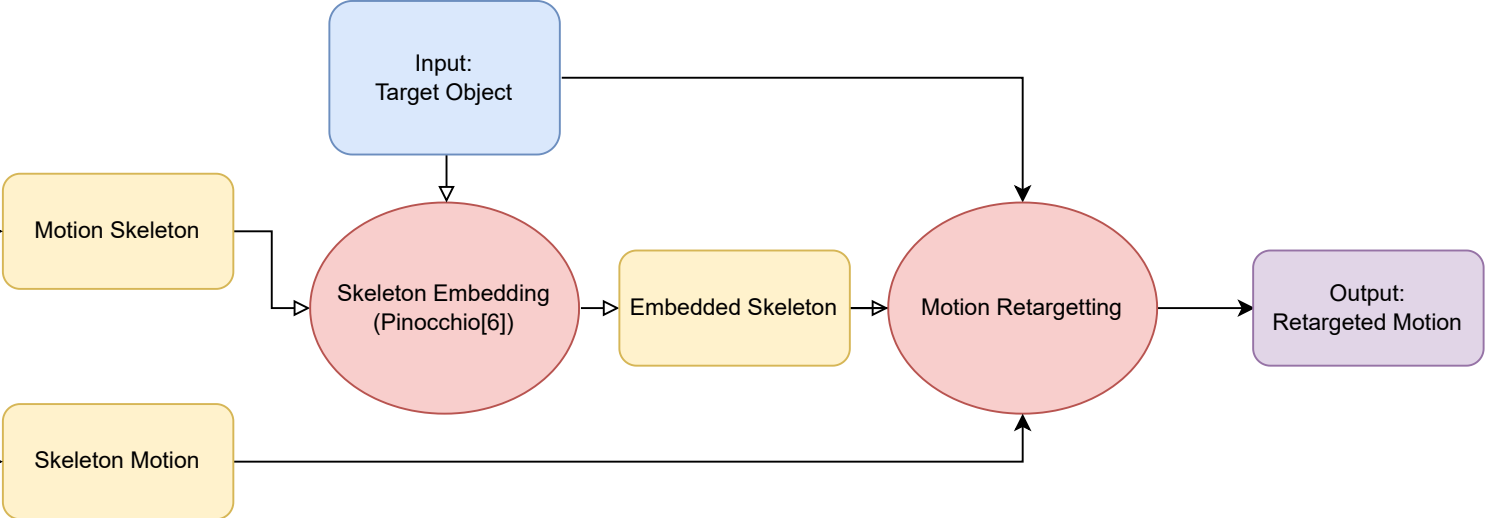 Input:
Target Object
Motion Skeleton
Skeleton Embedding
(Pinocchio[6])
Embedded Skeleton
Motion Retargetting
Output:
Retargeted Motion
Skeleton Motion